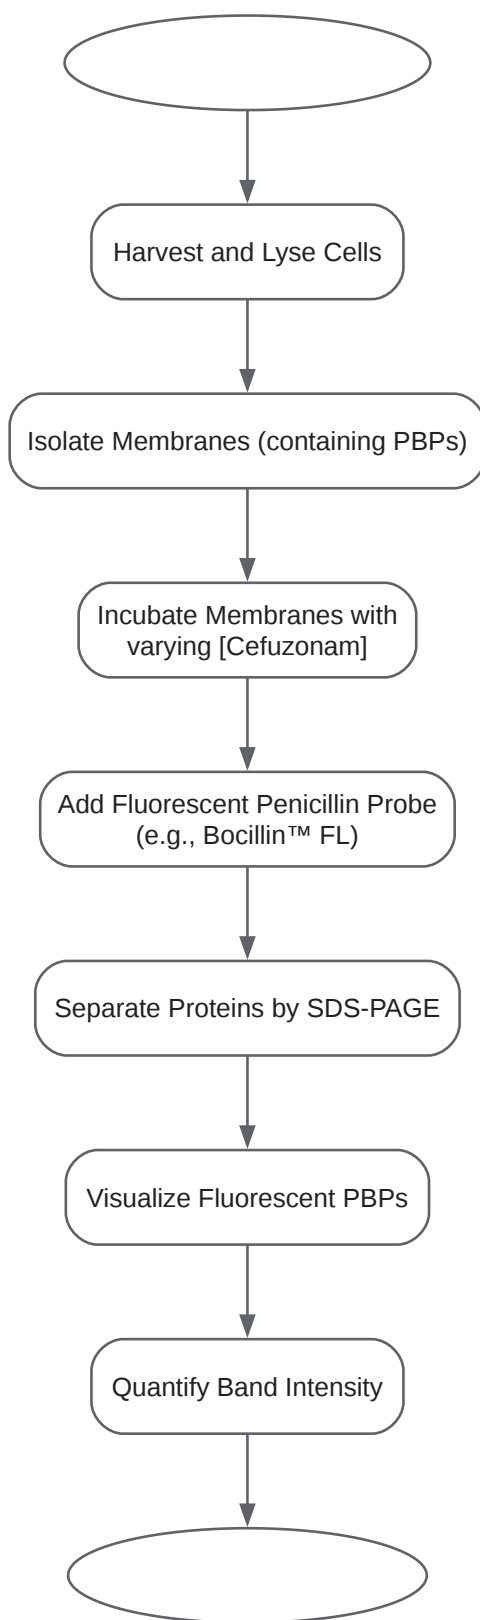 Harvest and Lyse Cells
Isolate Membranes (containing PBPs)
Incubate Membranes with
varying [Cefuzonam]
Add Fluorescent Penicillin Probe
(e.g., Bocillin™ FL)
Separate Proteins by SDS-PAGE
Visualize Fluorescent PBPs
Quantify Band Intensity